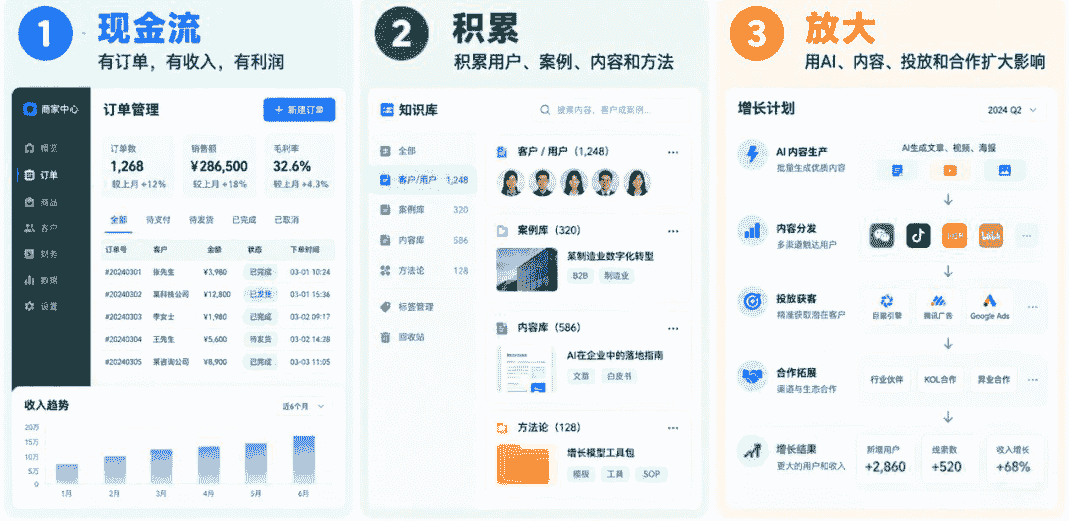 1 现金流
有订单，有收入，有利润
商家中心
概览
订单
商品
客户
财务
数据
设置
订单管理
+ 新建订单
订单数
1,268
较上月 +12%
销售额
¥286,500
较上月 +18%
毛利率
32.6%
较上月 +4.3%
全部 待支付 待发货 已完成 已取消
订单号 客户 金额 状态 下单时间
#20240301 张先生 ¥3,980 已完成 03-01 10:24
#20240302 某科技公司 ¥12,800 已发货 03-01 15:36
#20240303 李女士 ¥1,980 已完成 03-02 09:17
#20240304 王先生 ¥5,600 待发货 03-02 14:28
#20240305 某咨询公司 ¥8,900 已完成 03-03 11:05
收入趋势
近6个月
20万
15万
10万
5万
0
1月 2月 3月 4月 5月 6月
2 积累
积累用户、案例、内容和方法
知识库
搜索内容、客户或案例...
全部
客户/用户 1,248
案例库 320
内容库 586
方法论 128
标签管理
回收站
客户 / 用户（1,248）
案例库（320）
某制造业数字化转型
B2B 制造业
内容库（586）
AI在企业中的落地指南
文章 白皮书
方法论（128）
增长模型工具包
模板 工具 SOP
3 放大
用AI、内容、投放和合作扩大影响
增长计划
2024 Q2
AI 内容生产
批量生成优质内容
AI生成文章、视频、海报
内容分发
多渠道触达用户
投放获客
精准获取潜在客户
巨量引擎 腾讯广告 Google Ads
合作拓展
渠道与生态合作
行业伙伴 KOL合作 异业合作
增长结果
更大的用户和收入
新增用户
+2,860
线索数
+520
收入增长
+68%